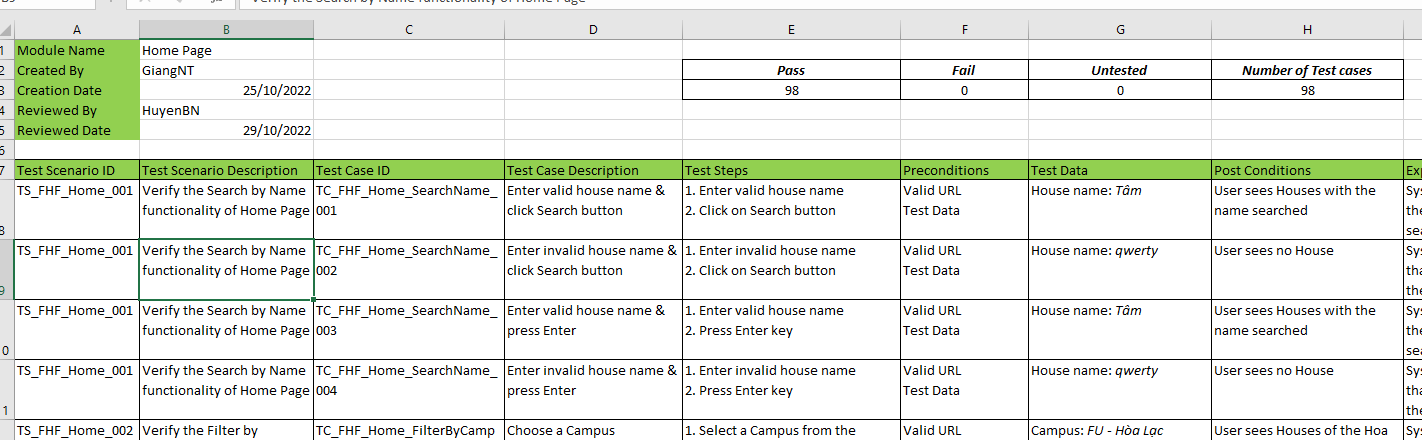 Verify the Search by Name functionality of Home Page
A B C D E F G H
1 Module Name Home Page
2 Created By GiangNT Pass Fail Untested Number of Test cases
3 Creation Date 25/10/2022 98 0 0 98
4 Reviewed By HuyenBN
5 Reviewed Date 29/10/2022
6
7 Test Scenario ID Test Scenario Description Test Case ID Test Case Description Test Steps Preconditions Test Data Post Conditions
TS_FHF_Home_001 Verify the Search by Name TC_FHF_Home_SearchName_ Enter valid house name & 1. Enter valid house name Valid URL House name: Tâm User sees Houses with the
functionality of Home Page 001 click Search button 2. Click on Search button Test Data name searched
8
TS_FHF_Home_001 Verify the Search by Name TC_FHF_Home_SearchName_ Enter invalid house name & 1. Enter invalid house name Valid URL House name: qwerty User sees no House
functionality of Home Page 002 click Search button 2. Click on Search button Test Data
9
TS_FHF_Home_001 Verify the Search by Name TC_FHF_Home_SearchName_ Enter valid house name & 1. Enter valid house name Valid URL House name: Tâm User sees Houses with the
functionality of Home Page 003 press Enter 2. Press Enter key Test Data name searched
0
TS_FHF_Home_001 Verify the Search by Name TC_FHF_Home_SearchName_ Enter invalid house name & 1. Enter invalid house name Valid URL House name: qwerty User sees no House
functionality of Home Page 004 press Enter 2. Press Enter key Test Data
1
TS_FHF_Home_002 Verify the Filter by TC_FHF_Home_FilterByCamp Choose a Campus 1. Select a Campus from the Valid URL Campus: FU - Hòa Lạc User sees Houses of the Hoa